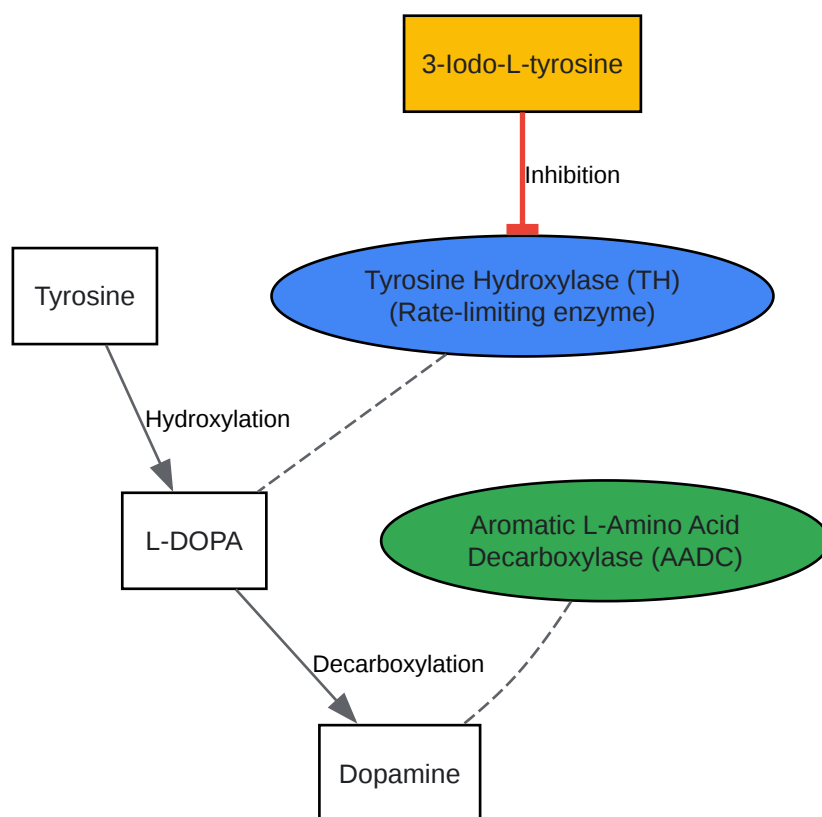 3-Iodo-L-tyrosine
Inhibition
Tyrosine Hydroxylase (TH)
(Rate-limiting enzyme)
Tyrosine
Hydroxylation
L-DOPA
Aromatic L-Amino Acid
Decarboxylase (AADC)
Decarboxylation
Dopamine